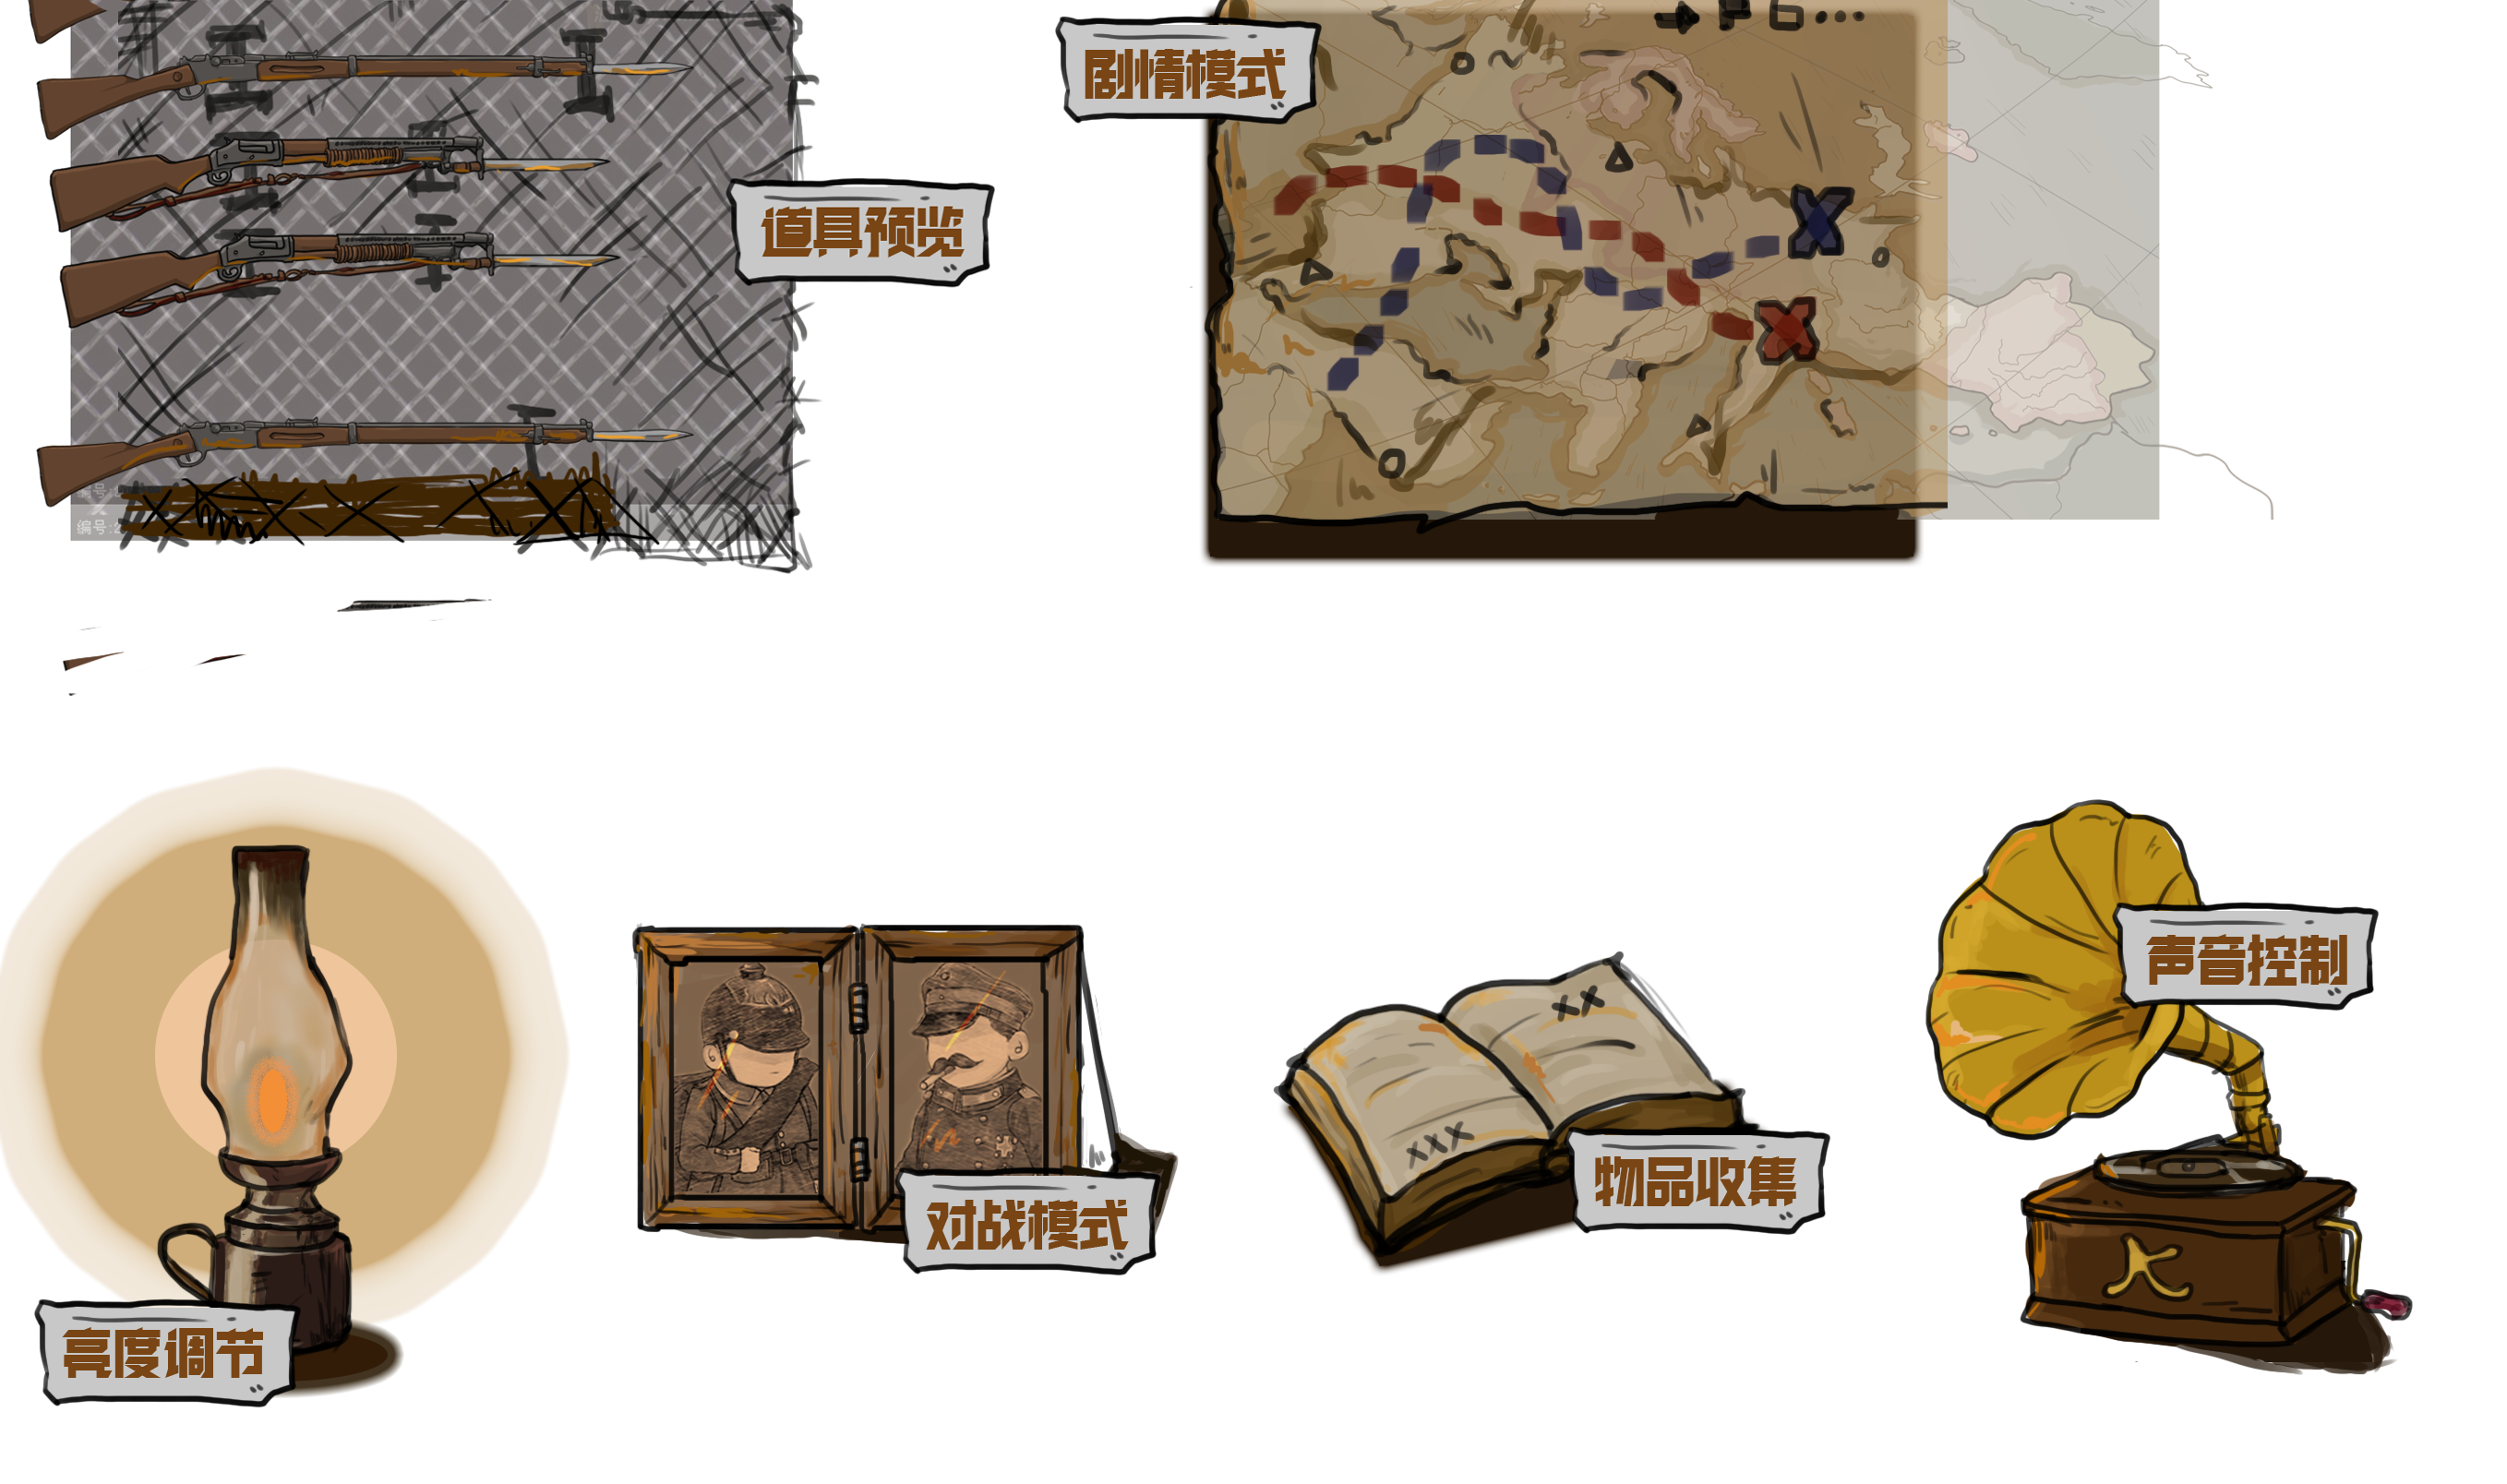 剧情模式
道具预览
声音控制
物品收集
对战模式
亮度调节